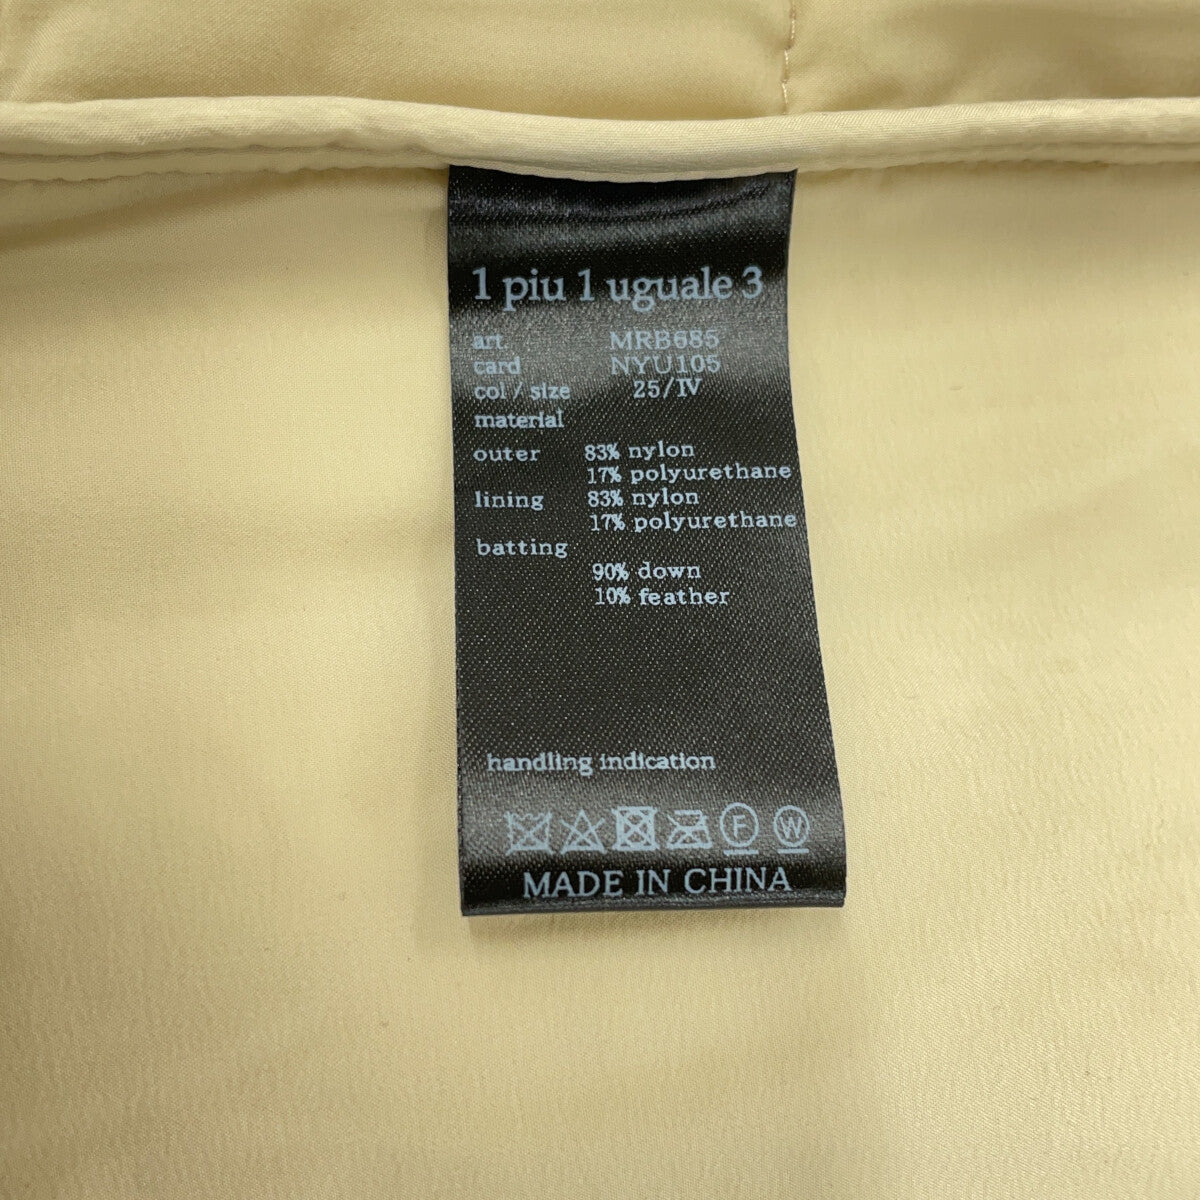 1 piu 1 uguale 3
art. MRB685
card NYU105
col / size 25/IV
material
outer 83% nylon
17% polyurethane
lining 83% nylon
17% polyurethane
batting
90% down
10% feather
handling indication
F W
MADE IN CHINA